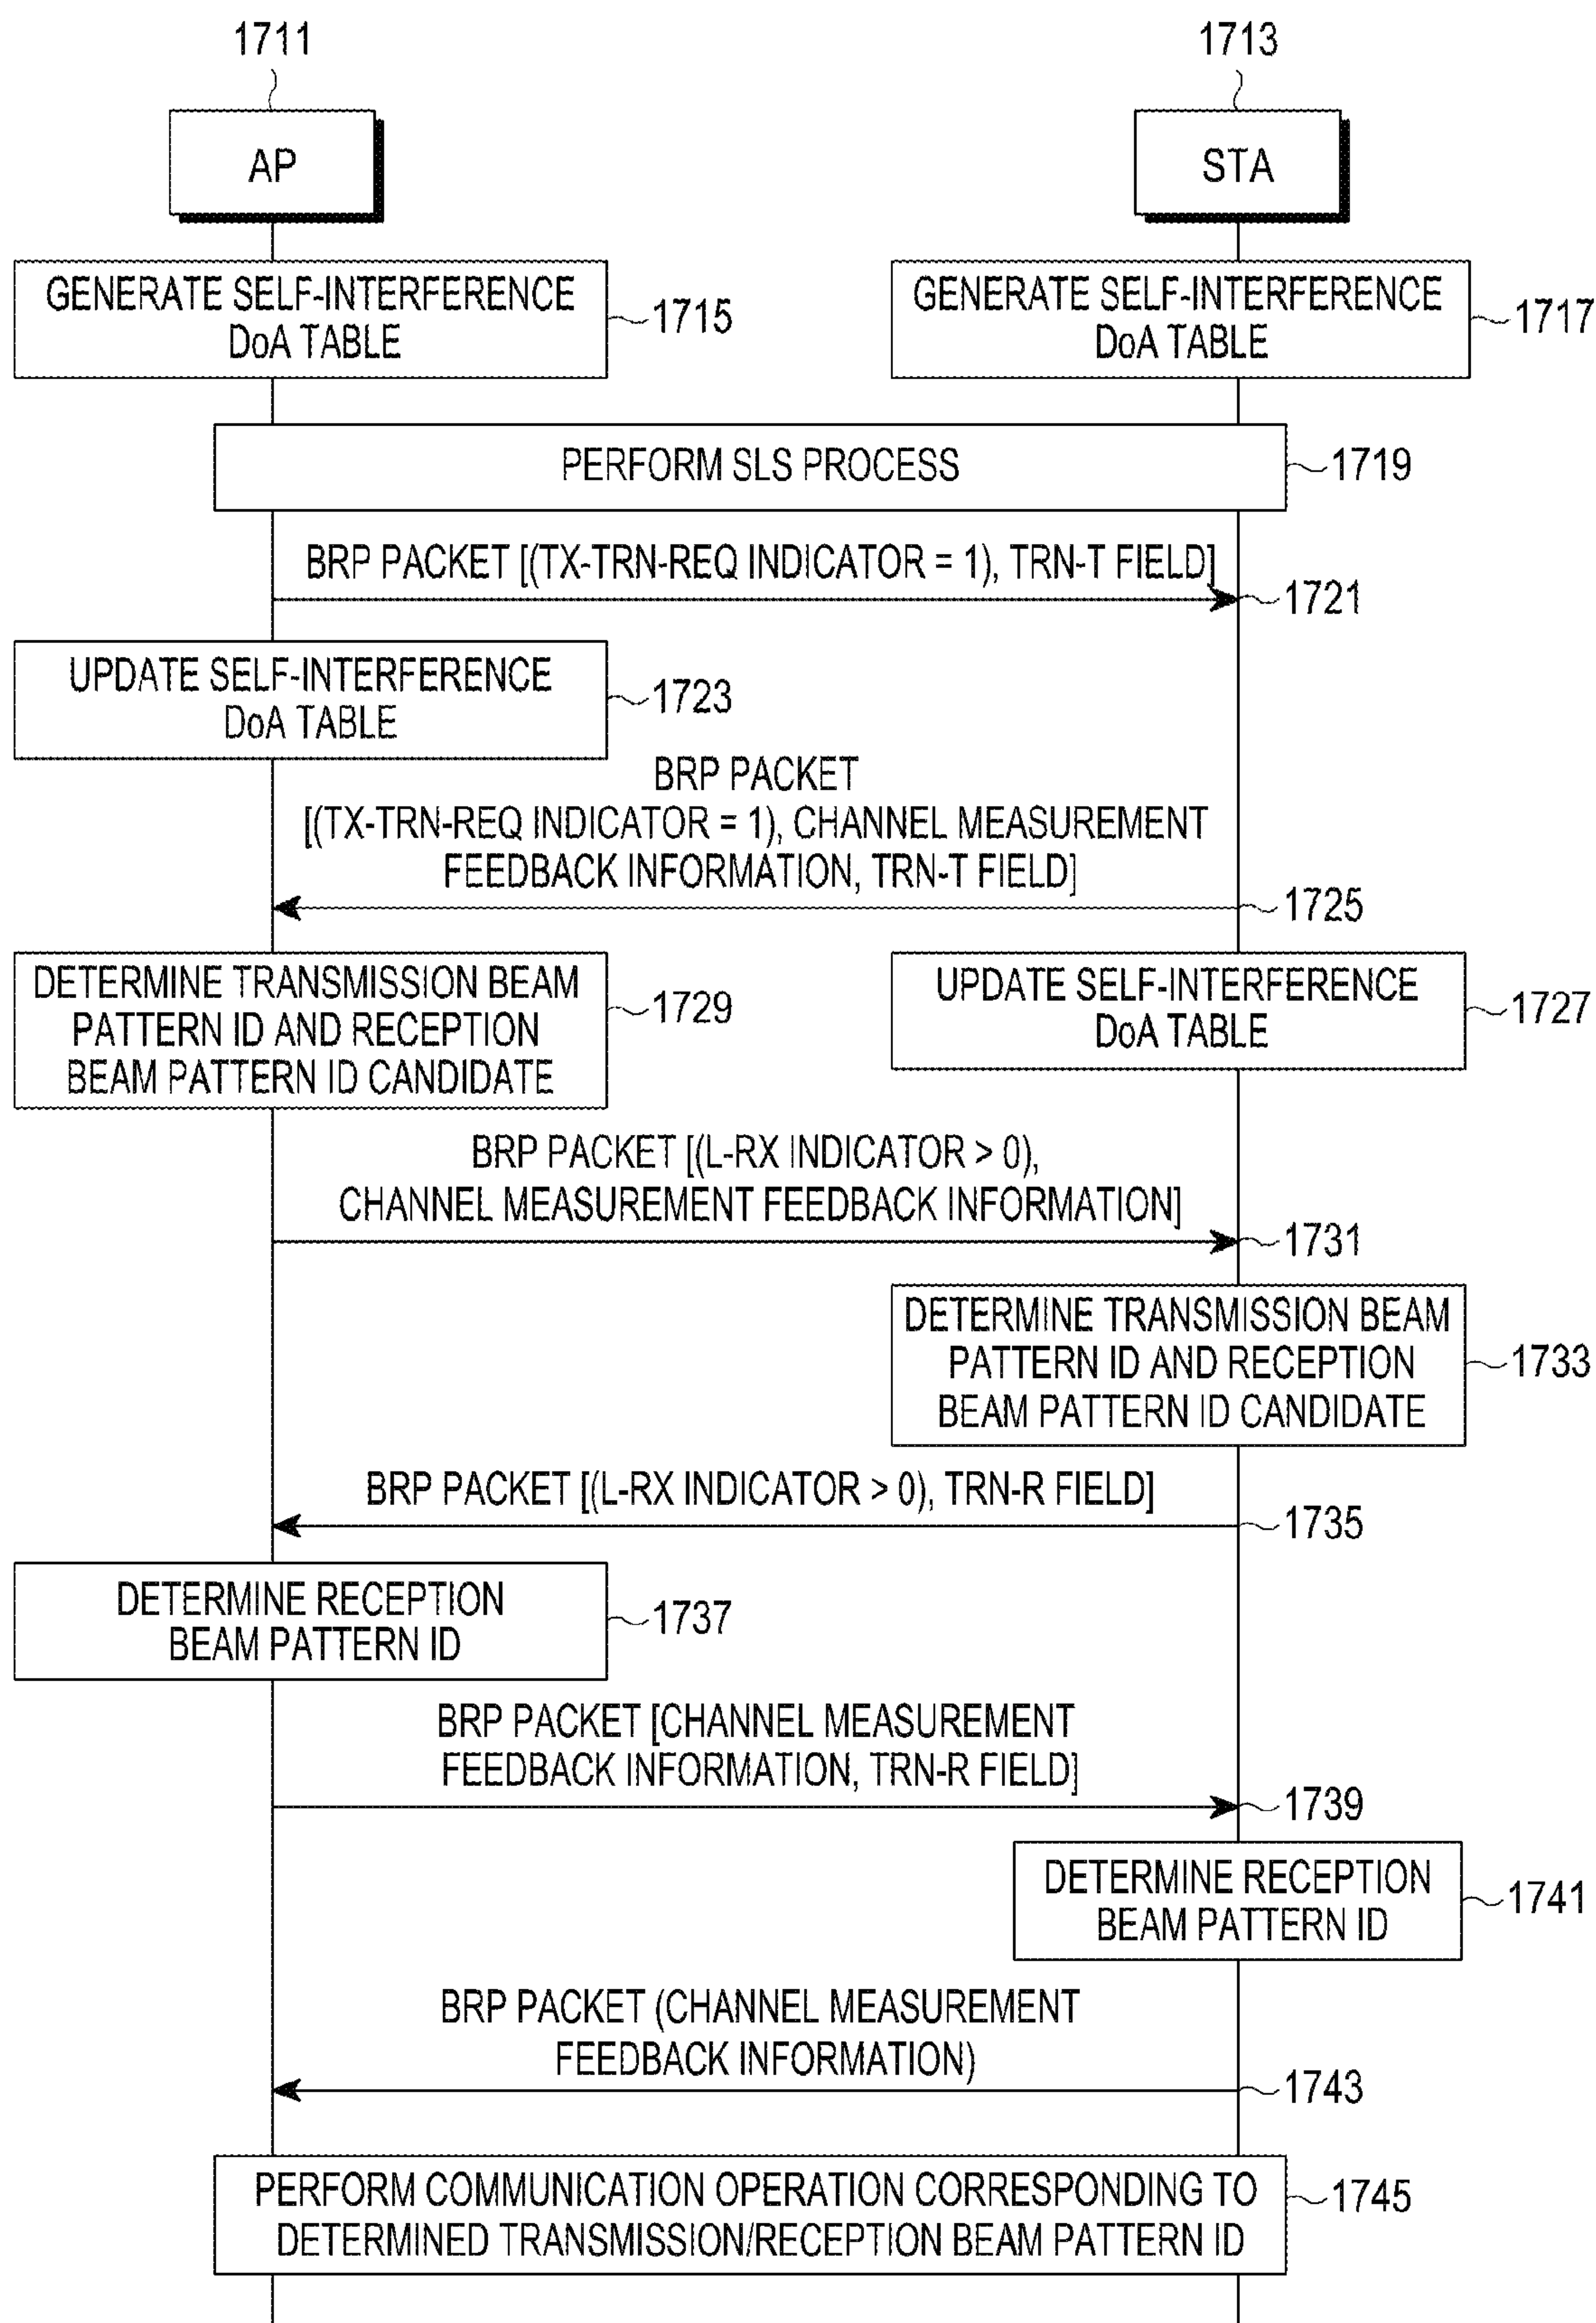 1711
1713
AP
STA
GENERATE SELF-INTERFERENCE
DoA TABLE
1715
GENERATE SELF-INTERFERENCE
DoA TABLE
1717
PERFORM SLS PROCESS
1719
BRP PACKET [(TX-TRN-REQ INDICATOR = 1), TRN-T FIELD]
1721
UPDATE SELF-INTERFERENCE
DoA TABLE
1723
BRP PACKET
[(TX-TRN-REQ INDICATOR = 1), CHANNEL MEASUREMENT
FEEDBACK INFORMATION, TRN-T FIELD]
1725
DETERMINE TRANSMISSION BEAM
PATTERN ID AND RECEPTION
BEAM PATTERN ID CANDIDATE
1729
UPDATE SELF-INTERFERENCE
DoA TABLE
1727
BRP PACKET [(L-RX INDICATOR > 0),
CHANNEL MEASUREMENT FEEDBACK INFORMATION]
1731
DETERMINE TRANSMISSION BEAM
PATTERN ID AND RECEPTION
BEAM PATTERN ID CANDIDATE
1733
BRP PACKET [(L-RX INDICATOR > 0), TRN-R FIELD]
1735
DETERMINE RECEPTION
BEAM PATTERN ID
1737
BRP PACKET [CHANNEL MEASUREMENT
FEEDBACK INFORMATION, TRN-R FIELD]
1739
DETERMINE RECEPTION
BEAM PATTERN ID
1741
BRP PACKET (CHANNEL MEASUREMENT
FEEDBACK INFORMATION)
1743
PERFORM COMMUNICATION OPERATION CORRESPONDING TO
DETERMINED TRANSMISSION/RECEPTION BEAM PATTERN ID
1745